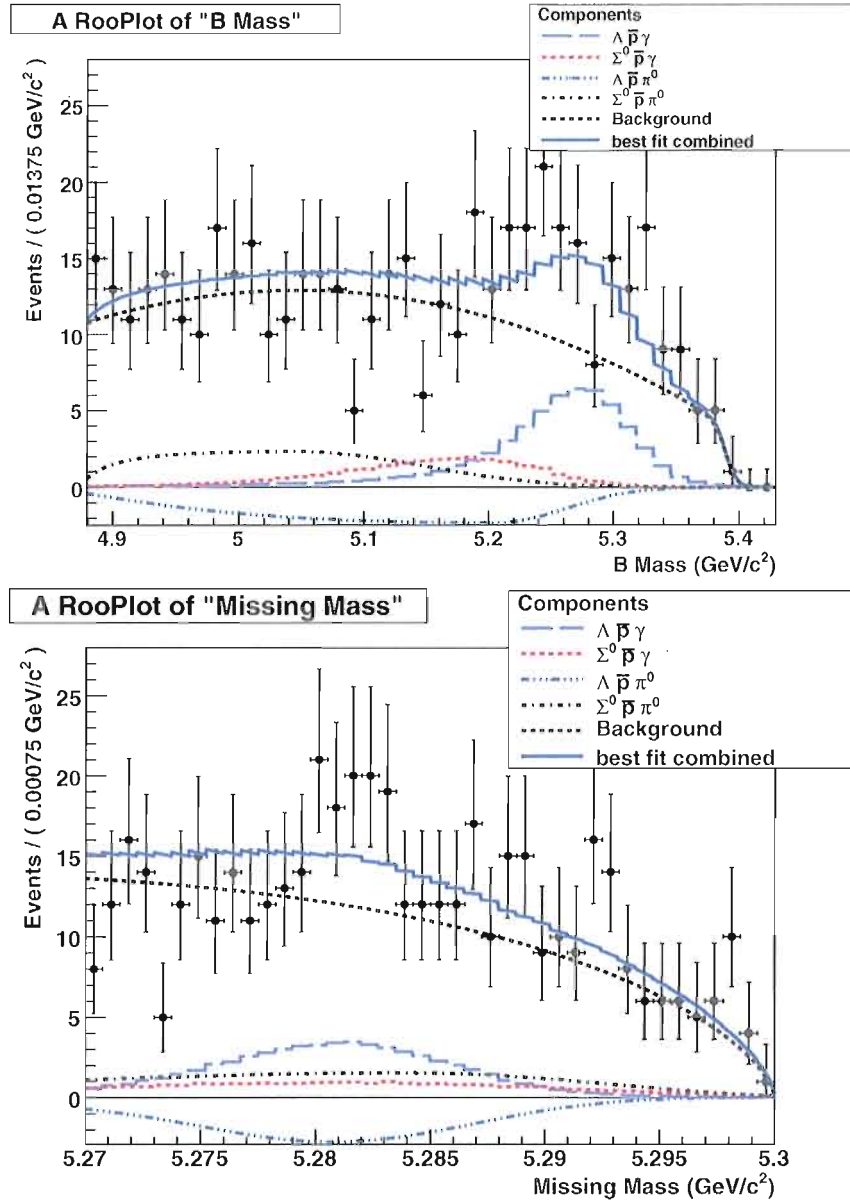 A RooPlot of "B Mass"
Components
Λ p̅ γ
Σ⁰ p̅ γ
Λ p̅ π⁰
Σ⁰ p̅ π⁰
Background
best fit combined
Events / ( 0.01375 GeV/c² )
25
20
15
10
5
0
4.9 5 5.1 5.2 5.3 5.4
B Mass (GeV/c²)
A RooPlot of "Missing Mass"
Components
Λ p̅ γ
Σ⁰ p̅ γ
Λ p̅ π⁰
Σ⁰ p̅ π⁰
Background
best fit combined
Events / ( 0.00075 GeV/c² )
25
20
15
10
5
0
5.27 5.275 5.28 5.285 5.29 5.295 5.3
Missing Mass (GeV/c²)